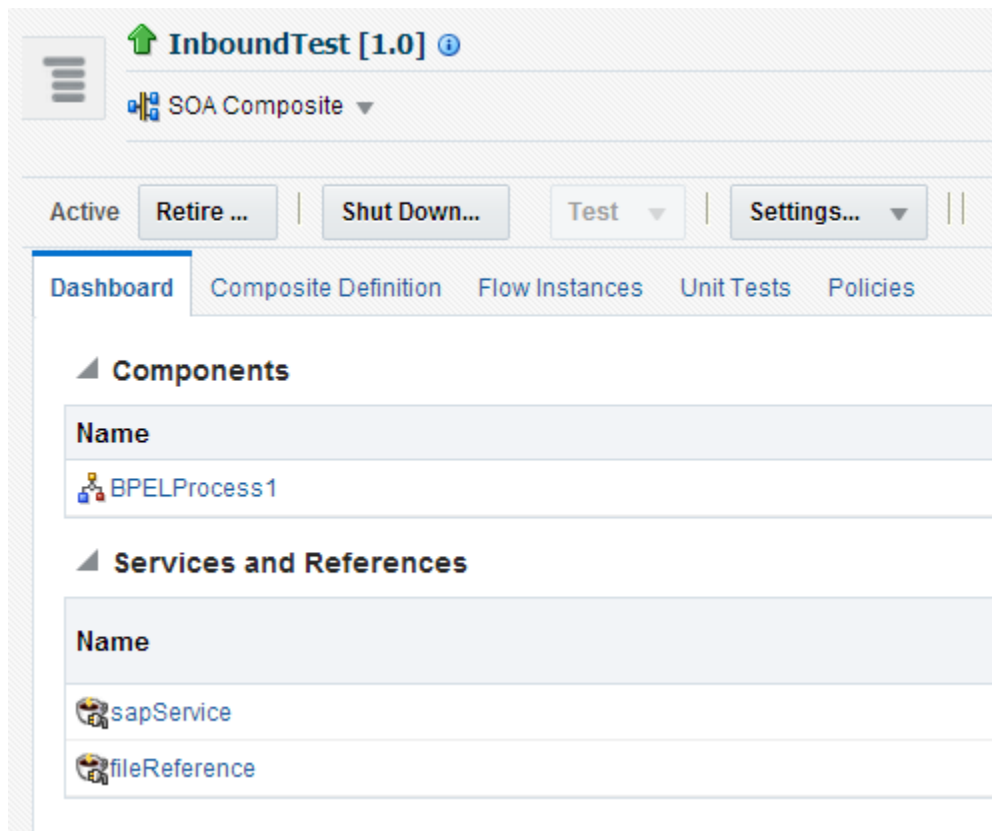 InboundTest [1.0]
SOA Composite
Active Retire ... Shut Down... Test Settings...
Dashboard Composite Definition Flow Instances Unit Tests Policies
Components
Name
BPELProcess1
Services and References
Name
sapService
fileReference